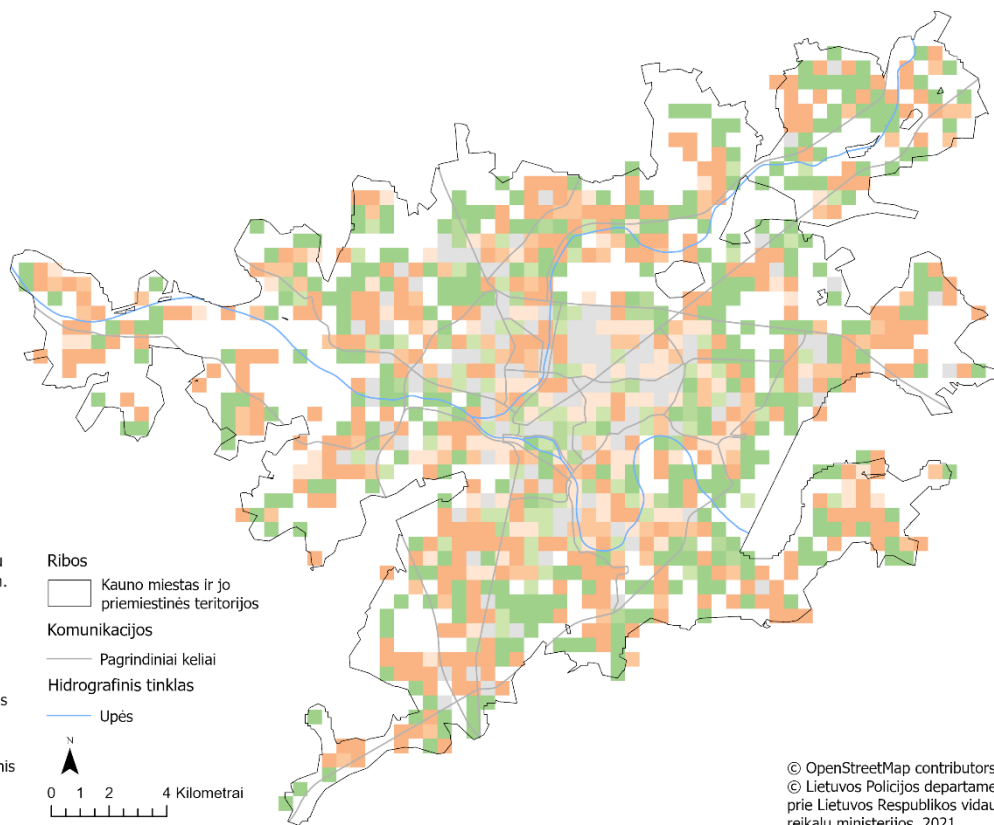 u
Ribos
n.
Kauno miestas ir jo
priemiestinės teritorijos
Komunikacijos
Pagrindiniai keliai
Hidrografinis tinklas
s
Upės
N
nis
0 1 2 4 Kilometrai
© OpenStreetMap contributors
© Lietuvos Policijos departame
prie Lietuvos Respublikos vidau
reikalų ministerijos, 2021